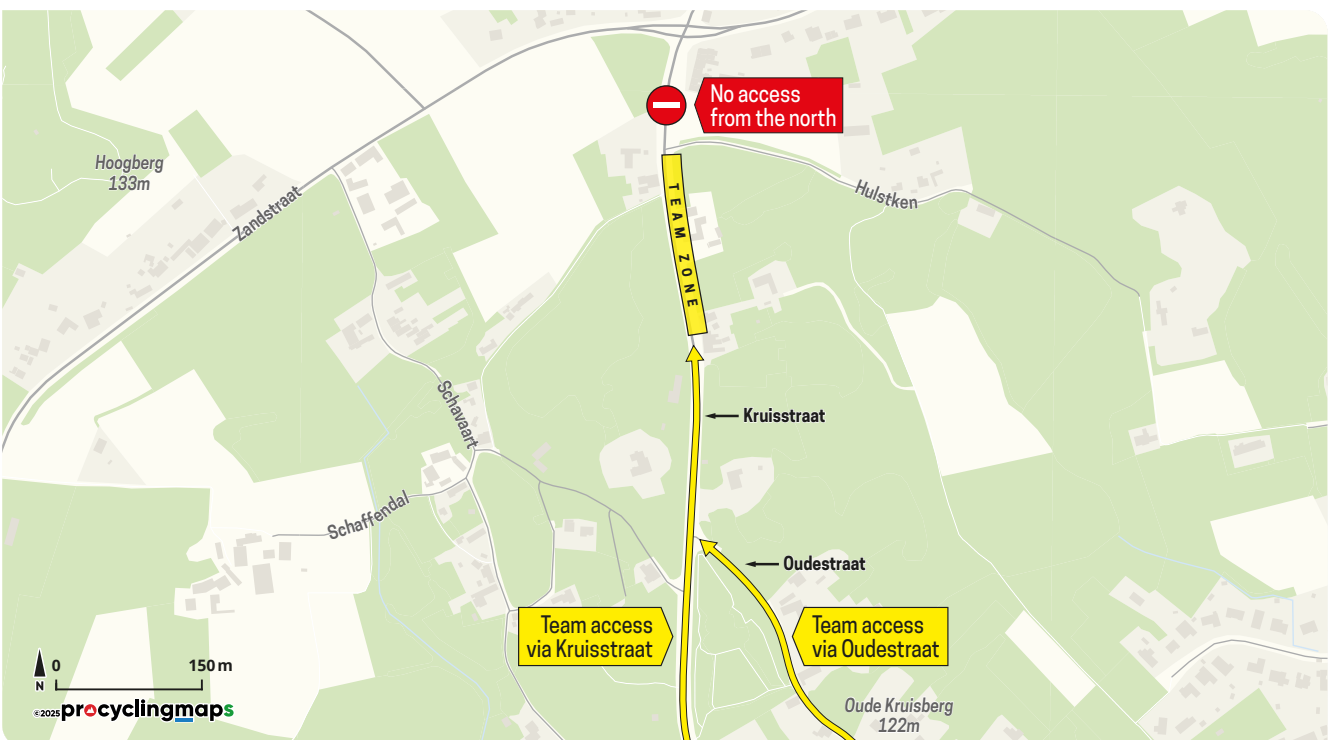 No access
from the north
Hoogberg
133m
Zandstraat
Hulstken
TEAM ZONE
Schavaart
Kruisstraat
Schaffendal
Oudestraat
Team access
via Kruisstraat
Team access
via Oudestraat
0 150 m
N
©2025 procyclingmaps
Oude Kruisberg
122m